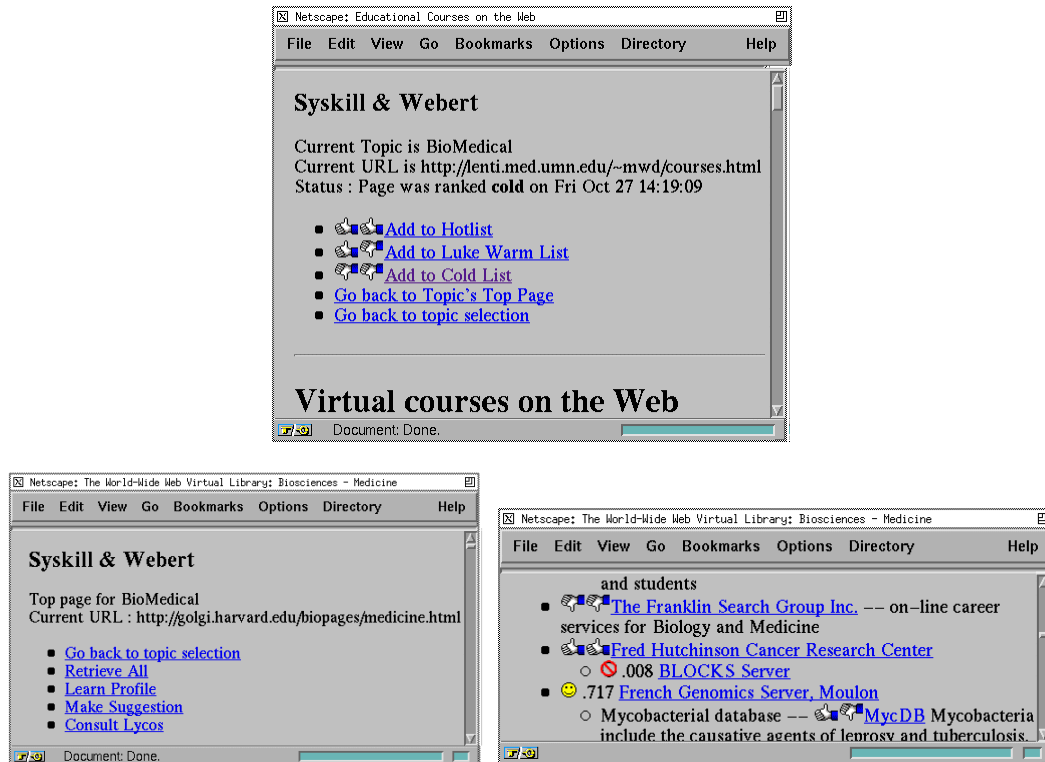 Netscape: Educational Courses on the Web
File Edit View Go Bookmarks Options Directory Help
Syskill & Webert
Current Topic is BioMedical
Current URL is http://lenti.med.umn.edu/~mwd/courses.html
Status : Page was ranked cold on Fri Oct 27 14:19:09
Add to Hotlist
Add to Luke Warm List
Add to Cold List
Go back to Topic's Top Page
Go back to topic selection
Virtual courses on the Web
Document: Done.
Netscape: The World-Wide Web Virtual Library: Biosciences - Medicine
File Edit View Go Bookmarks Options Directory Help
Syskill & Webert
Top page for BioMedical
Current URL : http://golgi.harvard.edu/biopages/medicine.html
Go back to topic selection
Retrieve All
Learn Profile
Make Suggestion
Consult Lycos
Document: Done.
Netscape: The World-Wide Web Virtual Library: Biosciences - Medicine
File Edit View Go Bookmarks Options Directory Help
and students
The Franklin Search Group Inc. -- on-line career
services for Biology and Medicine
Fred Hutchinson Cancer Research Center
.008 BLOCKS Server
.717 French Genomics Server, Moulon
Mycobacterial database -- MycDB Mycobacteria
include the causative agents of leprosy and tuberculosis.